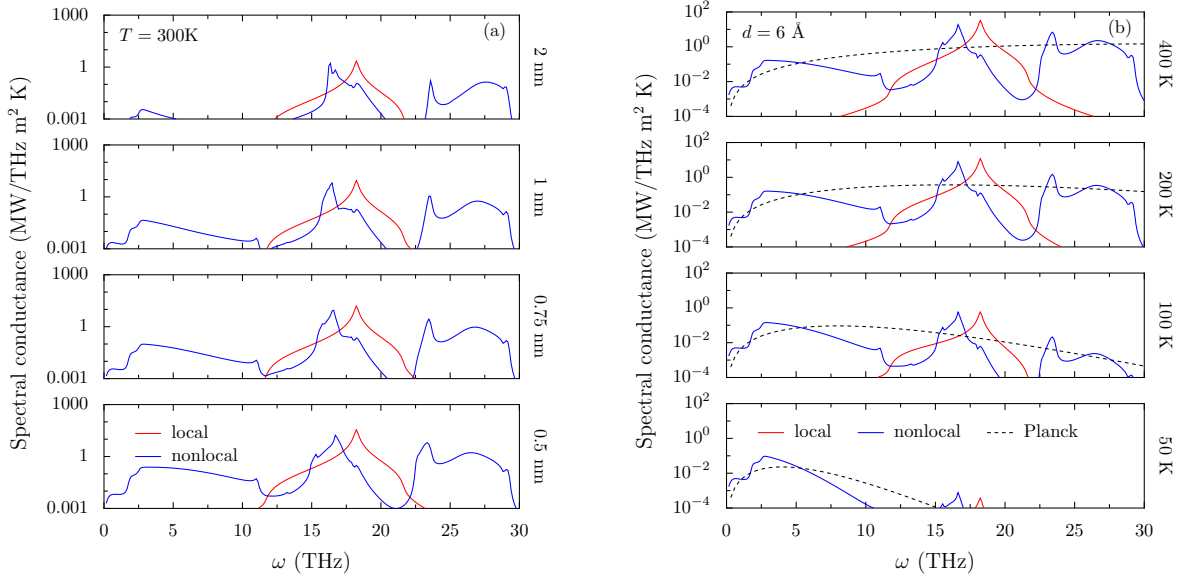 Spectral conductance (MW/THz m² K)
T = 300K
(a)
1000
1
0.001
2 nm
1000
1
0.001
1 nm
1000
1
0.001
0.75 nm
1000
1
0.001
local
nonlocal
0.5 nm
0 5 10 15 20 25 30
ω (THz)
Spectral conductance (MW/THz m² K)
d = 6 Å
(b)
10²
10⁰
10⁻²
10⁻⁴
400 K
10²
10⁰
10⁻²
10⁻⁴
200 K
10²
10⁰
10⁻²
10⁻⁴
100 K
10²
10⁰
10⁻²
10⁻⁴
local nonlocal Planck
50 K
0 5 10 15 20 25 30
ω (THz)